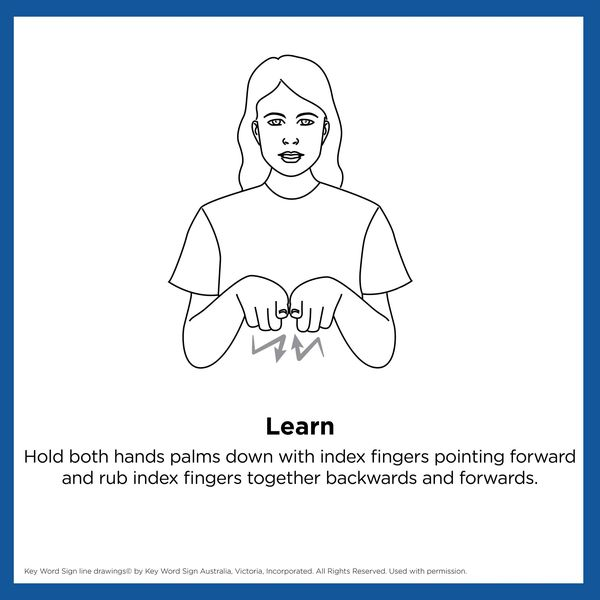 Learn
Hold both hands palms down with index fingers pointing forward
and rub index fingers together backwards and forwards.
Key Word Sign line drawings© by Key Word Sign Australia, Victoria, Incorporated. All Rights Reserved. Used with permission.